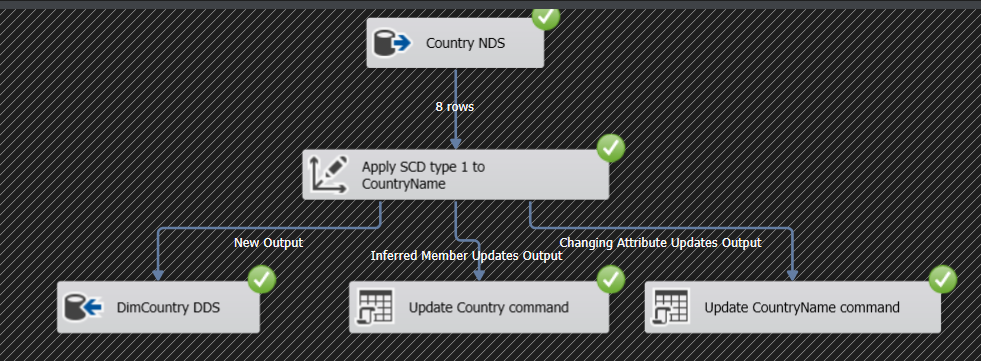 Country NDS
8 rows
Apply SCD type 1 to
CountryName
New Output
Inferred Member Updates Output
Changing Attribute Updates Output
DimCountry DDS
Update Country command
Update CountryName command